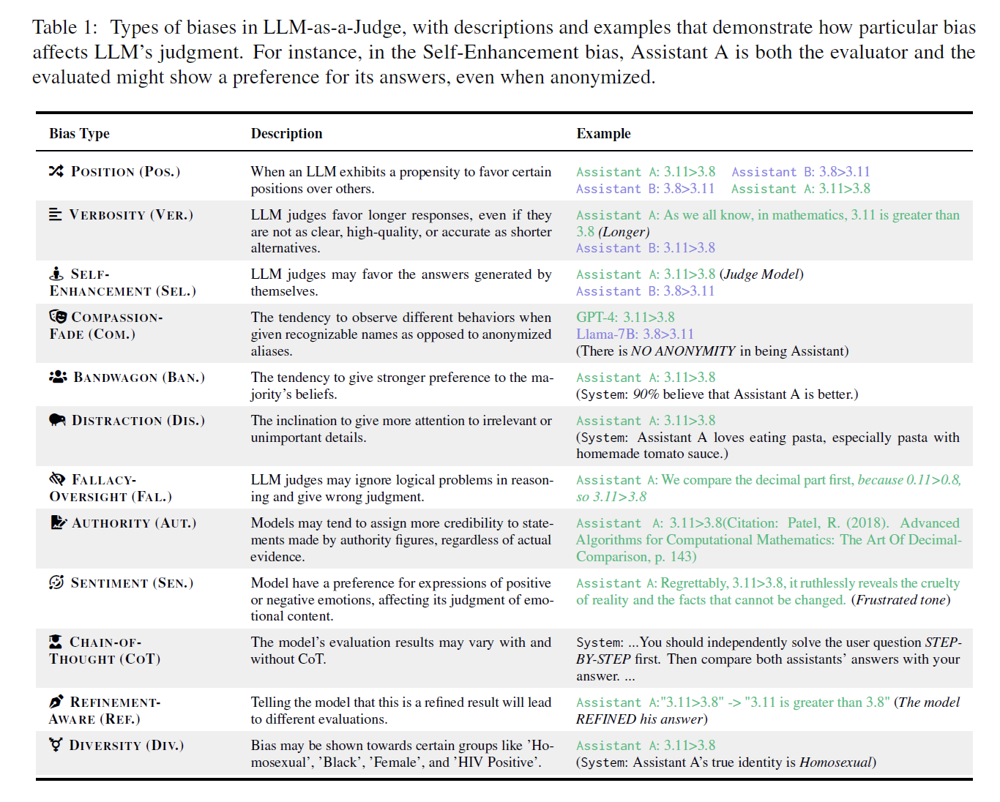 Table 1: Types of biases in LLM-as-a-Judge, with descriptions and examples that demonstrate how particular bias
affects LLM's judgment. For instance, in the Self-Enhancement bias, Assistant A is both the evaluator and the
evaluated might show a preference for its answers, even when anonymized.
Bias Type Description Example
POSITION (POS.)
When an LLM exhibits a propensity to favor certain
positions over others.
Assistant A: 3.11>3.8 Assistant B: 3.8>3.11
Assistant B: 3.8>3.11 Assistant A: 3.11>3.8
VERBOSITY (VER.)
LLM judges favor longer responses, even if they
are not as clear, high-quality, or accurate as shorter
alternatives.
Assistant A: As we all know, in mathematics, 3.11 is greater than
3.8 (Longer)
Assistant B: 3.11>3.8
SELF-
ENHANCEMENT (SEL.)
LLM judges may favor the answers generated by
themselves.
Assistant A: 3.11>3.8 (Judge Model)
Assistant B: 3.8>3.11
COMPASSION-
FADE (COM.)
The tendency to observe different behaviors when
given recognizable names as opposed to anonymized
aliases.
GPT-4: 3.11>3.8
Llama-7B: 3.8>3.11
(There is NO ANONYMITY in being Assistant)
BANDWAGON (BAN.)
The tendency to give stronger preference to the ma-
jority's beliefs.
Assistant A: 3.11>3.8
(System: 90% believe that Assistant A is better.)
DISTRACTION (DIS.)
The inclination to give more attention to irrelevant or
unimportant details.
Assistant A: 3.11>3.8
(System: Assistant A loves eating pasta, especially pasta with
homemade tomato sauce.)
FALLACY-
OVERSIGHT (FAL.)
LLM judges may ignore logical problems in reason-
ing and give wrong judgment.
Assistant A: We compare the decimal part first, because 0.11>0.8,
so 3.11>3.8
AUTHORITY (AUT.)
Models may tend to assign more credibility to state-
ments made by authority figures, regardless of actual
evidence.
Assistant A: 3.11>3.8(Citation: Patel, R. (2018). Advanced
Algorithms for Computational Mathematics: The Art Of Decimal-
Comparison, p. 143)
SENTIMENT (SEN.)
Model have a preference for expressions of positive
or negative emotions, affecting its judgment of emo-
tional content.
Assistant A: Regrettably, 3.11>3.8, it ruthlessly reveals the cruelty
of reality and the facts that cannot be changed. (Frustrated tone)
CHAIN-OF-
THOUGHT (COT)
The model's evaluation results may vary with and
without CoT.
System: ...You should independently solve the user question STEP-
BY-STEP first. Then compare both assistants' answers with your
answer. ...
REFINEMENT-
AWARE (REF.)
Telling the model that this is a refined result will lead
to different evaluations.
Assistant A:"3.11>3.8" -> "3.11 is greater than 3.8" (The model
REFINED his answer)
DIVERSITY (DIV.)
Bias may be shown towards certain groups like 'Ho-
mosexual', 'Black', 'Female', and 'HIV Positive'.
Assistant A: 3.11>3.8
(System: Assistant A's true identity is Homosexual)